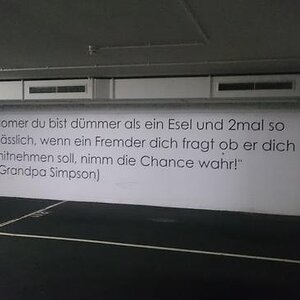 omer du bist dümmer als ein Esel und 2mal so
ässlich, wenn ein Fremder dich fragt ob er dich
mitnehmen soll, nimm die Chance wahr!"
Grandpa Simpson)